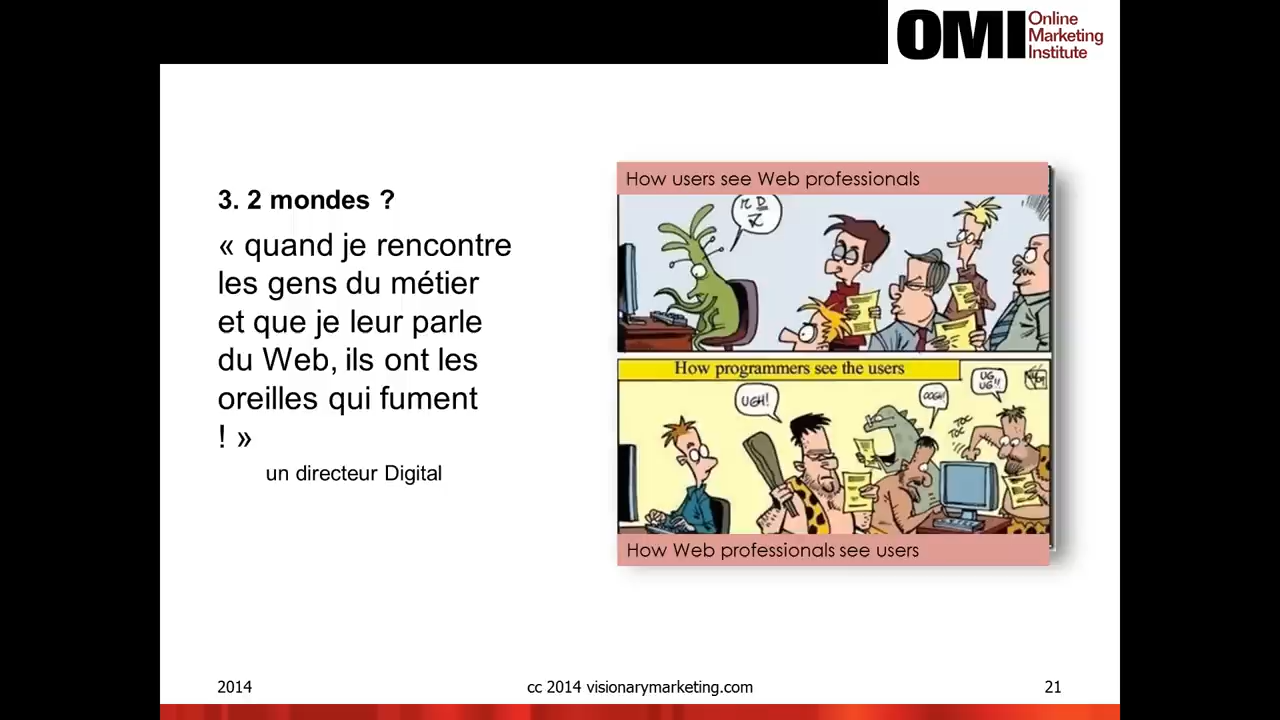 OMI Online
Marketing
Institute
3. 2 mondes ?
« quand je rencontre
les gens du métier
et que je leur parle
du Web, ils ont les
oreilles qui fument
! »
un directeur Digital
How users see Web professionals
How programmers see the users
UGH!
OOGH!
UG
UG!!
TOC
TOC
How Web professionals see users
2014
cc 2014 visionarymarketing.com
21